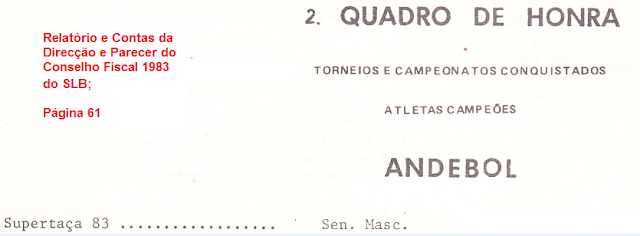 Relatório e Contas da
Direcção e Parecer do
Conselho Fiscal 1983
do SLB;
Página 61
2. QUADRO DE HONRA
TORNEIOS E CAMPEONATOS CONQUISTADOS
ATLETAS CAMPEÕES
ANDEBOL
Supertaça 83 .................. Sen. Masc.